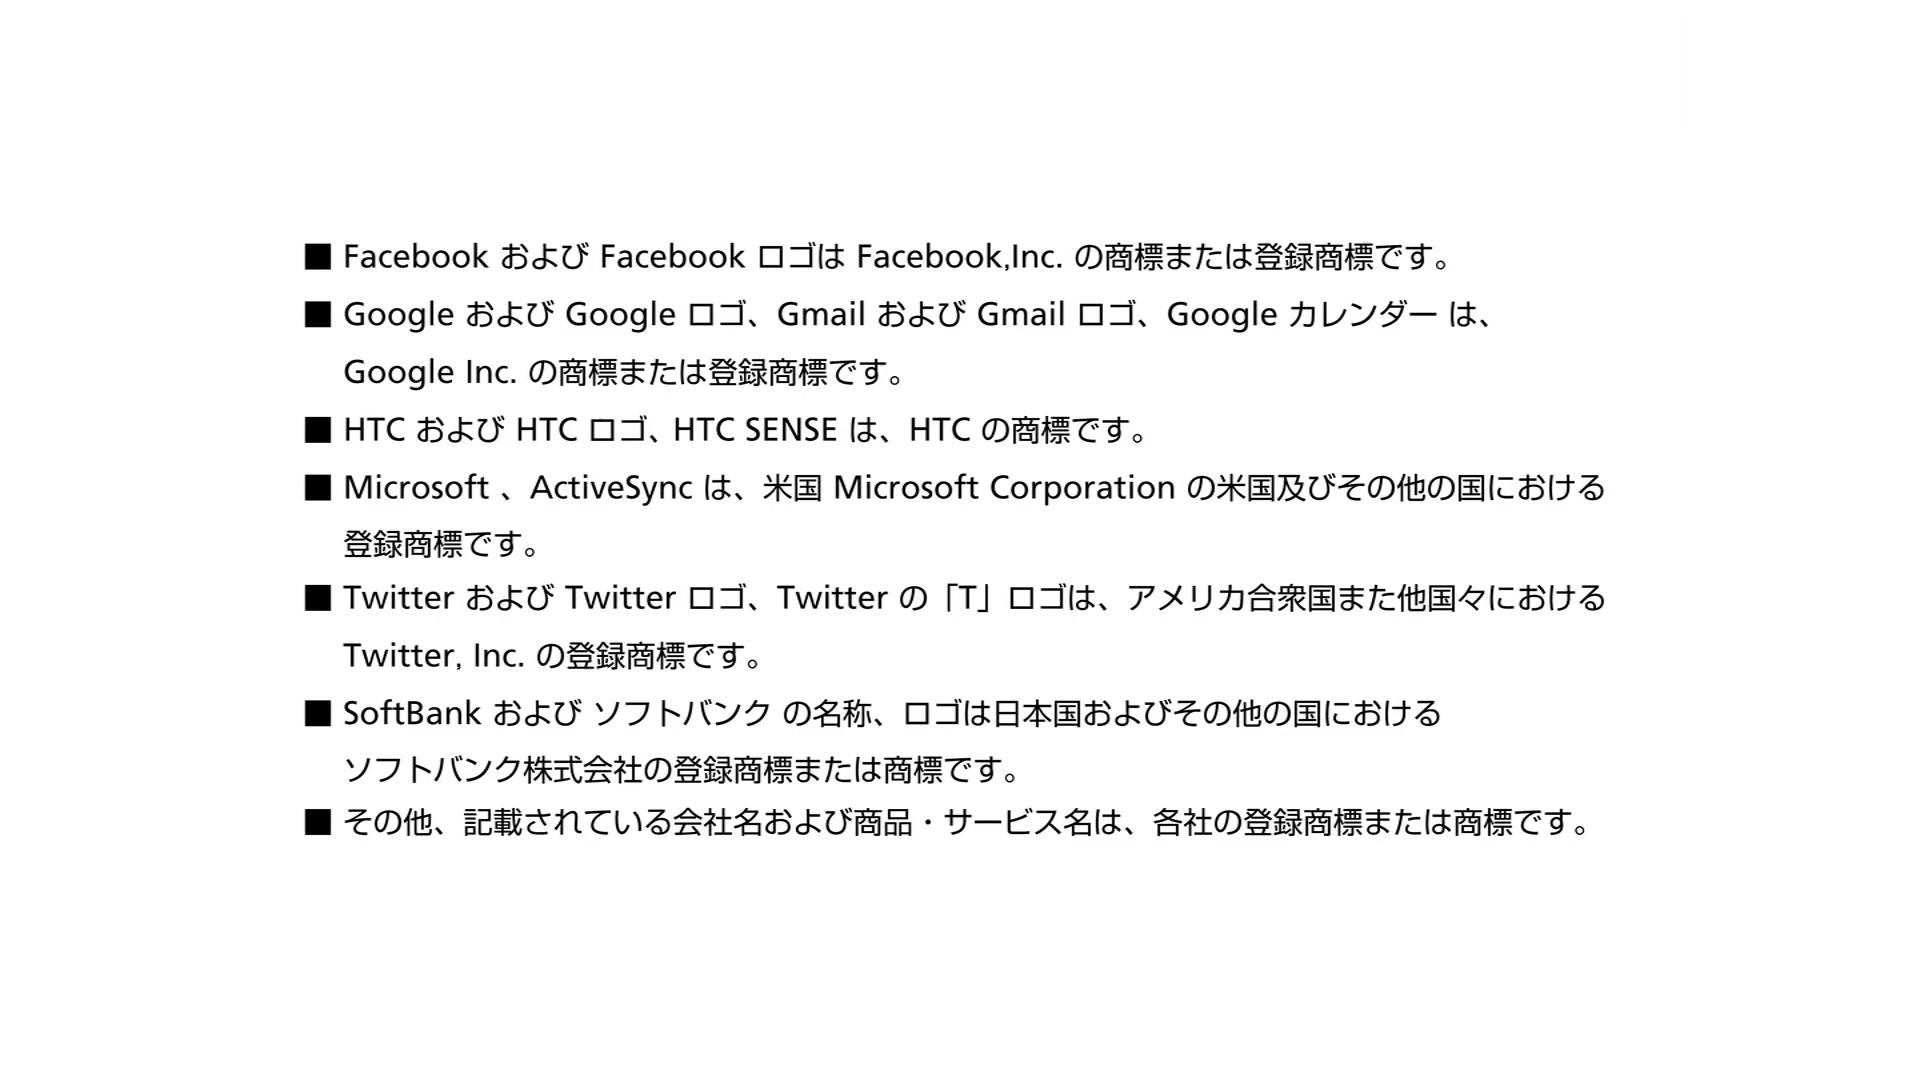 ■ Facebook および Facebook ロゴは Facebook,Inc. の商標または登録商標です。
■ Google および Google ロゴ、Gmail および Gmail ロゴ、Google カレンダー は、
Google Inc. の商標または登録商標です。
■ HTC および HTC ロゴ、HTC SENSE は、HTC の商標です。
■ Microsoft 、ActiveSync は、米国 Microsoft Corporation の米国及びその他の国における
登録商標です。
■ Twitter および Twitter ロゴ、Twitter の「T」ロゴは、アメリカ合衆国また他国々における
Twitter, Inc. の登録商標です。
■ SoftBank および ソフトバンク の名称、ロゴは日本国およびその他の国における
ソフトバンク株式会社の登録商標または商標です。
■ その他、記載されている会社名および商品・サービス名は、各社の登録商標または商標です。